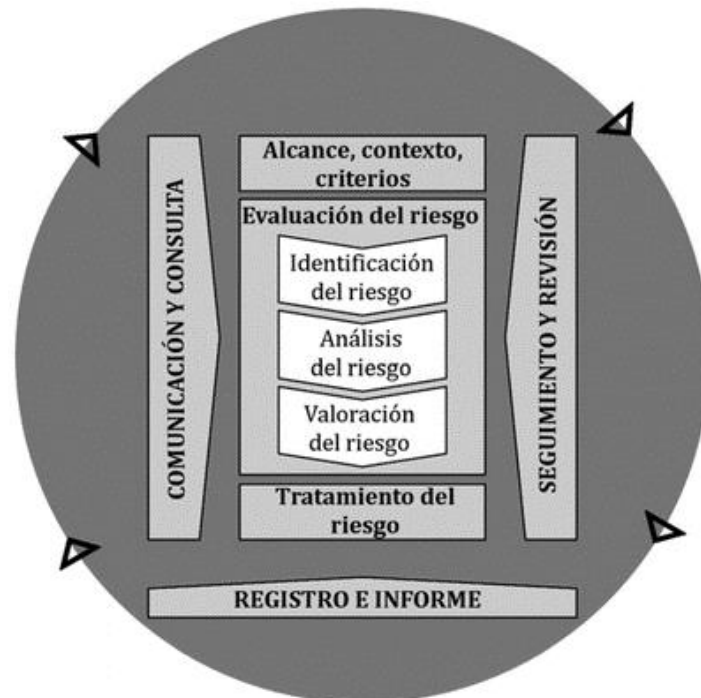 Alcance, contexto,
criterios
Evaluación del riesgo
Identificación
del riesgo
Análisis
del riesgo
Valoración
del riesgo
Tratamiento del
riesgo
COMUNICACIÓN Y CONSULTA
SEGUIMIENTO Y REVISIÓN
REGISTRO E INFORME